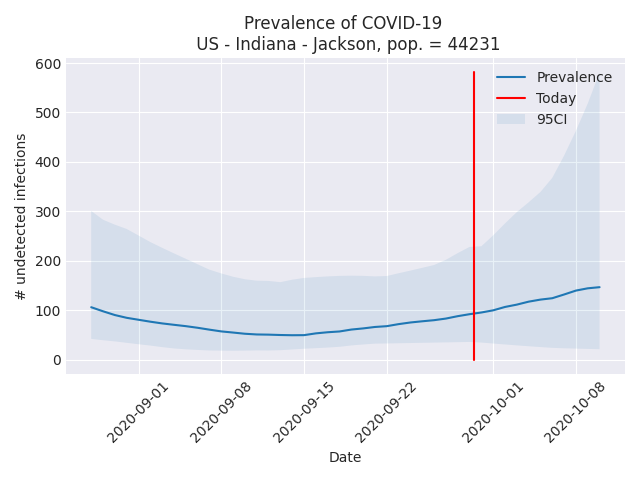 Prevalence of COVID-19
US - Indiana - Jackson, pop. = 44231
Prevalence
Today
95CI
# undetected infections
600
500
400
300
200
100
0
2020-09-01
2020-09-08
2020-09-15
2020-09-22
2020-10-01
2020-10-08
Date